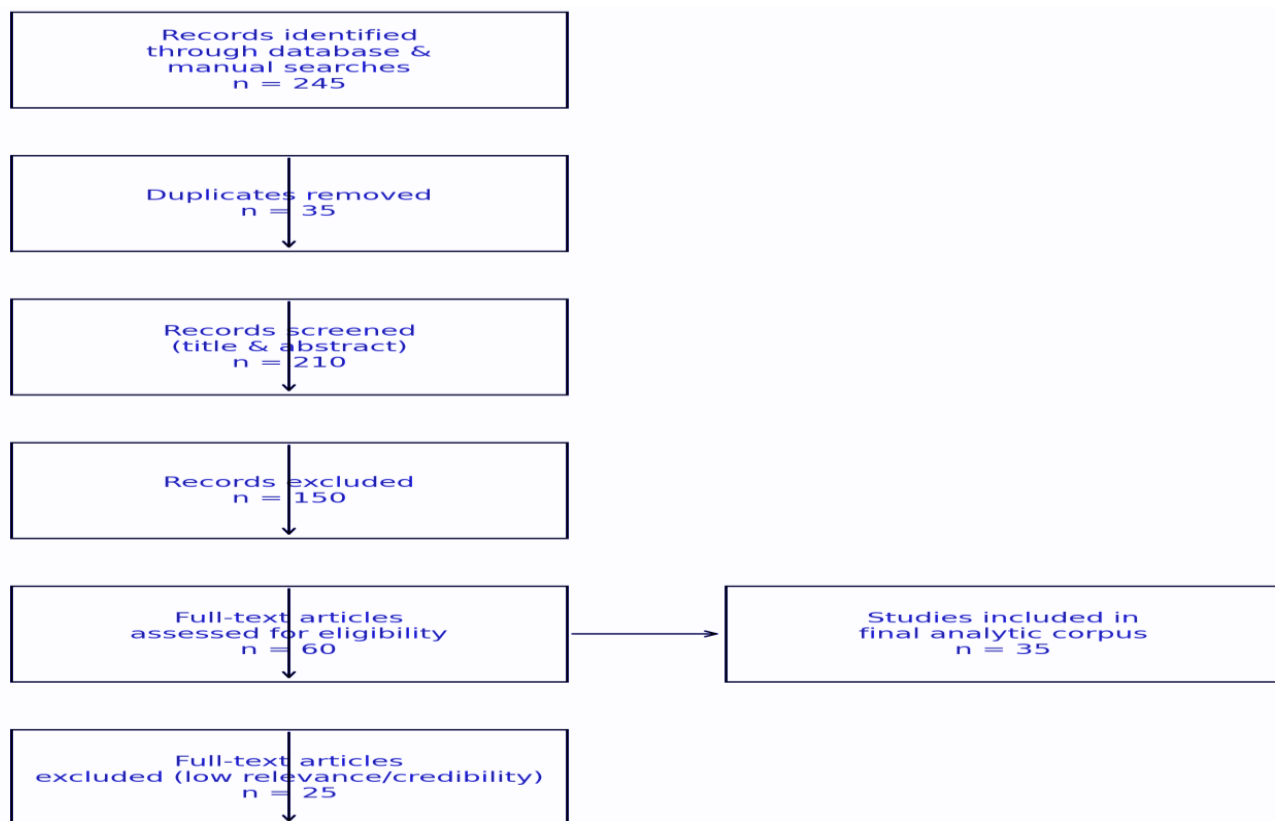 Records identified
through database &
manual searches
n = 245
Duplicates removed
n = 35
Records screened
(title & abstract)
n = 210
Records excluded
n = 150
Full-text articles
assessed for eligibility
n = 60
Studies included in
final analytic corpus
n = 35
Full-text articles
excluded (low relevance/credibility)
n = 25